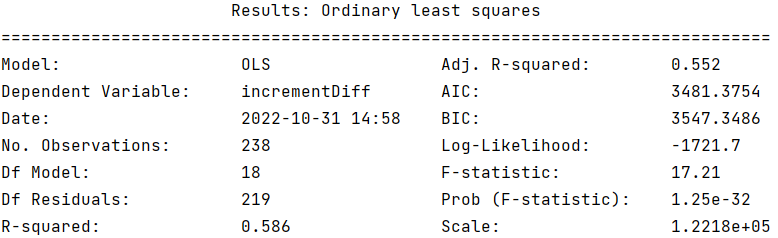 Results: Ordinary least squares
==============================================================================
Model: OLS Adj. R-squared: 0.552
Dependent Variable: incrementDiff AIC: 3481.3754
Date: 2022-10-31 14:58 BIC: 3547.3486
No. Observations: 238 Log-Likelihood: -1721.7
Df Model: 18 F-statistic: 17.21
Df Residuals: 219 Prob (F-statistic): 1.25e-32
R-squared: 0.586 Scale: 1.2218e+05